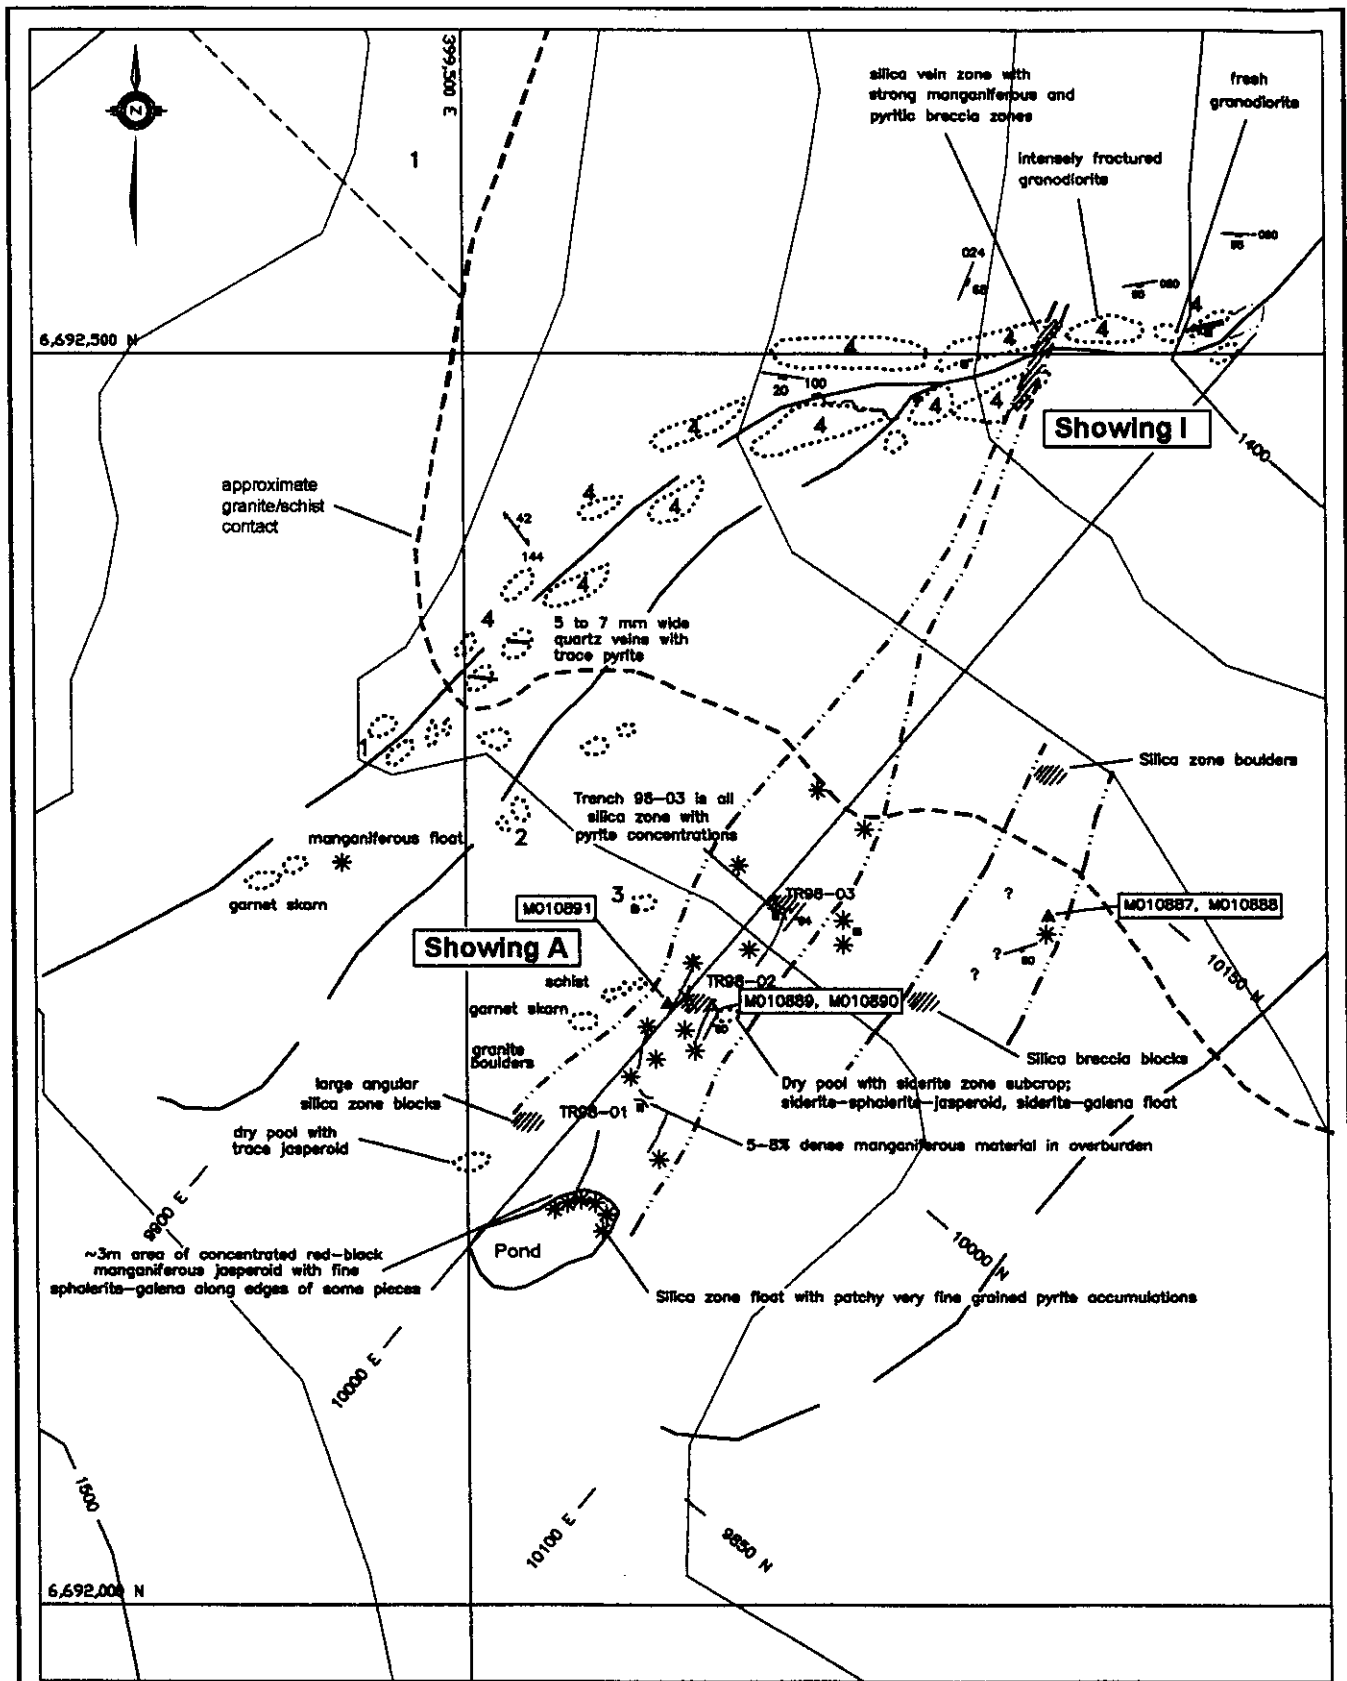 399,500 E
N
1
silica vein zone with
strong manganiferous and
pyritic breccia zones
fresh
granodiorite
intensely fractured
granodiorite
024
68
080
080
6,692,500 N
4
4
4
4
20
100
4
4
4
4
Showing I
1400
approximate
granite/schist
contact
4
4
42
144
4
4
5 to 7 mm wide
quartz veins with
trace pyrite
1
Silica zone boulders
Trench 98-03 is all
silica zone with
pyrite concentrations
2
manganiferous float
garnet skarn
3
TR98-03
?
M010891
M010887, M010888
Showing A
?
?
10150 N
schist
TR98-02
garnet skarn
M010889, M010890
granite
boulders
Silica breccia blocks
large angular
silica zone blocks
Dry pool with siderite zone subcrop;
siderite-sphalerite-jasperoid, siderite-galena float
TR98-01
dry pool with
trace jasperoid
5-8% dense manganiferous material in overburden
9900 E
Pond
10000 N
~3m area of concentrated red-black
manganiferous jasperoid with fine
sphalerite-galena along edges of some pieces
Silica zone float with patchy very fine grained pyrite accumulations
10000 E
1500
10100 E
9850 N
6,692,000 N